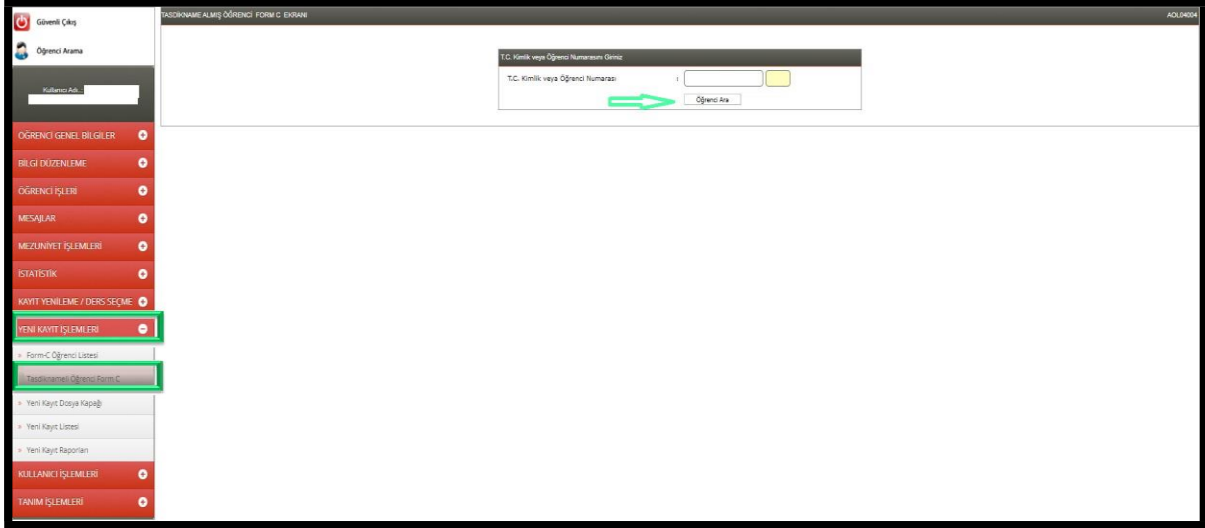 Güvenli Çıkış
Öğrenci Arama
Kullanıcı Adı..:
ÖĞRENCİ GENEL BİLGİLER
BİLGİ DÜZENLEME
ÖĞRENCİ İŞLERİ
MESAJLAR
MEZUNİYET İŞLEMLERİ
İSTATİSTİK
KAYIT YENİLEME / DERS SEÇME
YENİ KAYIT İŞLEMLERİ
» Form-C Öğrenci Listesi
Tasdiknameli Öğrenci Form C
» Yeni Kayıt Dosya Kapağı
» Yeni Kayıt Listesi
» Yeni Kayıt Raporları
KULLANICI İŞLEMLERİ
TANIM İŞLEMLERİ
TASDİKNAME ALMIŞ ÖĞRENCİ FORM C EKRANI
AOL04004
T.C. Kimlik veya Öğrenci Numarasını Giriniz
T.C. Kimlik veya Öğrenci Numarası :
Öğrenci Ara